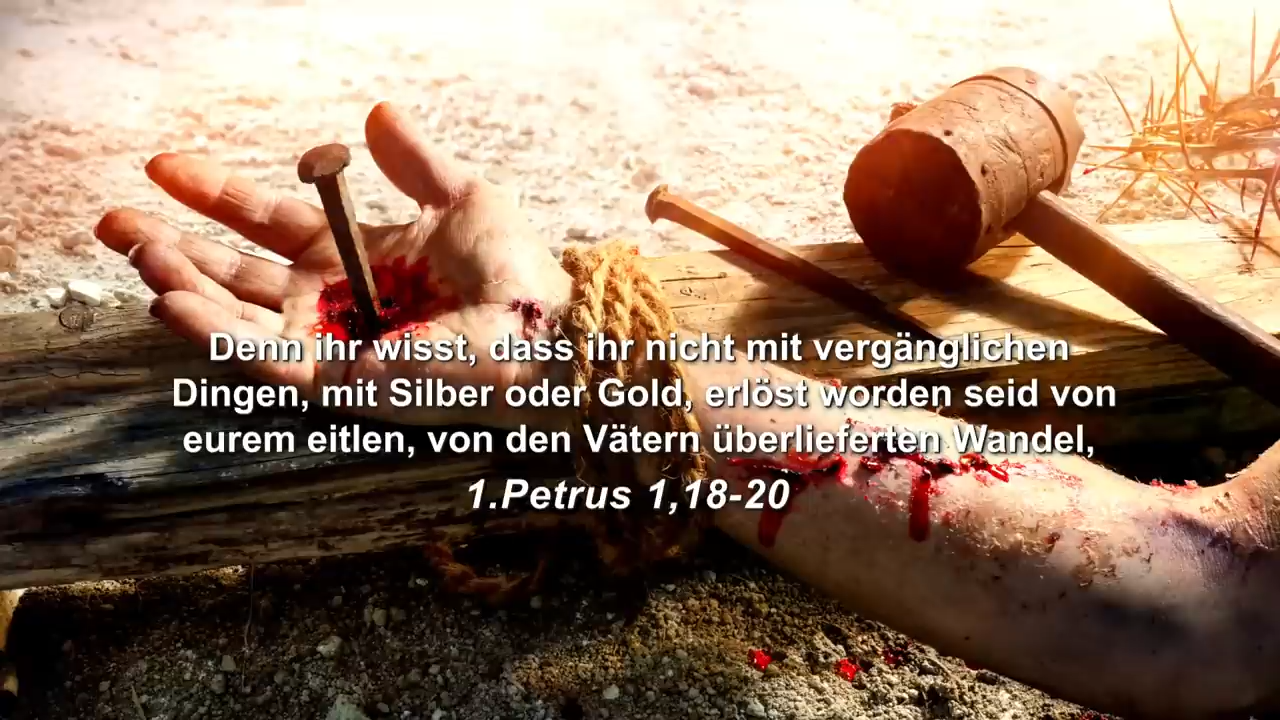 Denn ihr wisst, dass ihr nicht mit vergänglichen
Dingen, mit Silber oder Gold, erlöst worden seid von
eurem eitlen, von den Vätern überlieferten Wandel,
1.Petrus 1,18-20